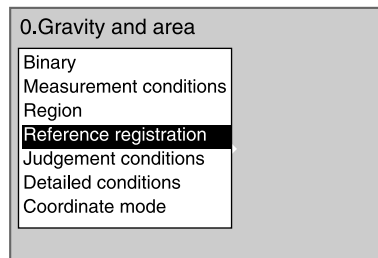 0.Gravity and area
Binary
Measurement conditions
Region
Reference registration
Judgement conditions
Detailed conditions
Coordinate mode